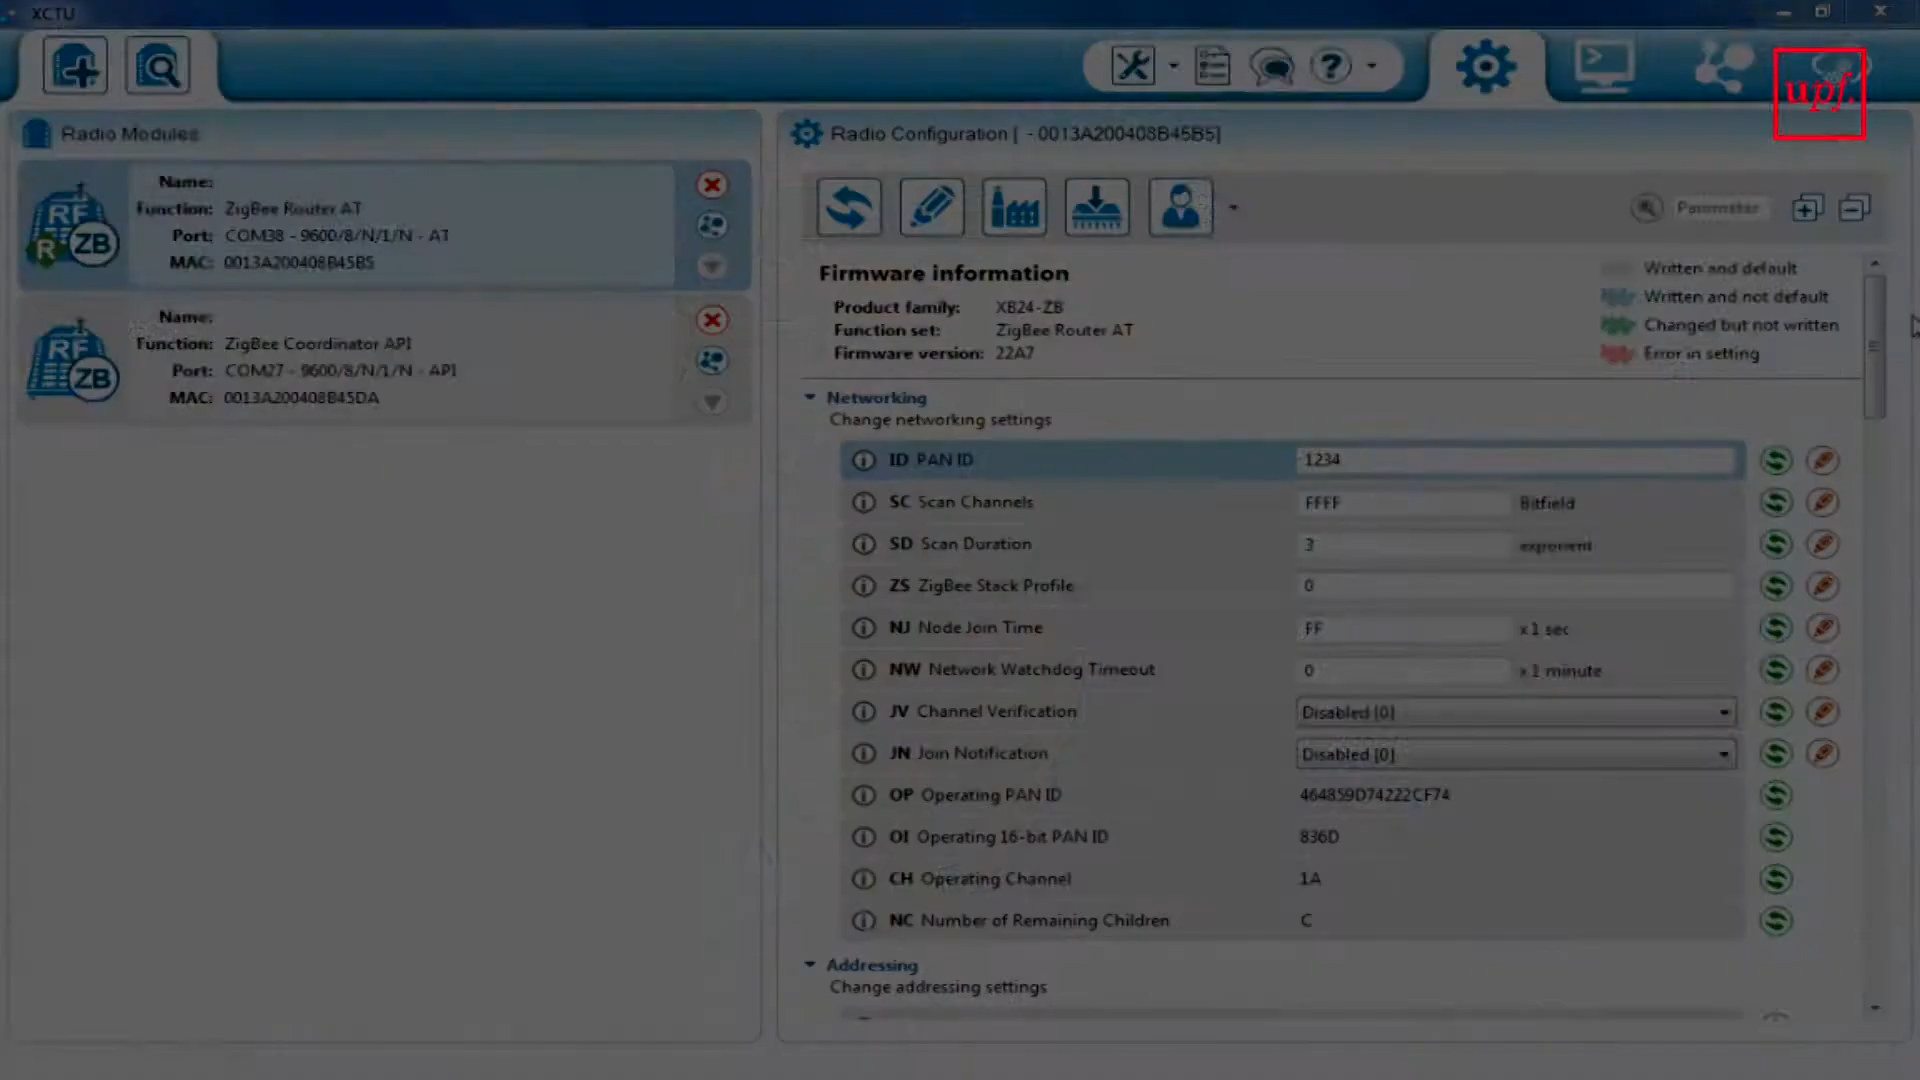 XCTU
upf.
Radio Modules
Name:
Function: ZigBee Router AT
Port: COM38 - 9600/8/N/1/N - AT
MAC: 0013A200408B45B5
R ZB RF
Name:
Function: ZigBee Coordinator API
Port: COM27 - 9600/8/N/1/N - API
MAC: 0013A200408B45DA
RF ZB
Radio Configuration [ - 0013A200408B45B5]
Parameter
Firmware information
Product family: XB24-ZB
Function set: ZigBee Router AT
Firmware version: 22A7
Written and default
Written and not default
Changed but not written
Error in setting
Networking
Change networking settings
ID PAN ID 1234
SC Scan Channels FFFF Bitfield
SD Scan Duration 3 exponent
ZS ZigBee Stack Profile 0
NJ Node Join Time FF x 1 sec
NW Network Watchdog Timeout 0 x 1 minute
JV Channel Verification Disabled [0]
JN Join Notification Disabled [0]
OP Operating PAN ID 464859D74222CF74
OI Operating 16-bit PAN ID 836D
CH Operating Channel 1A
NC Number of Remaining Children C
Addressing
Change addressing settings